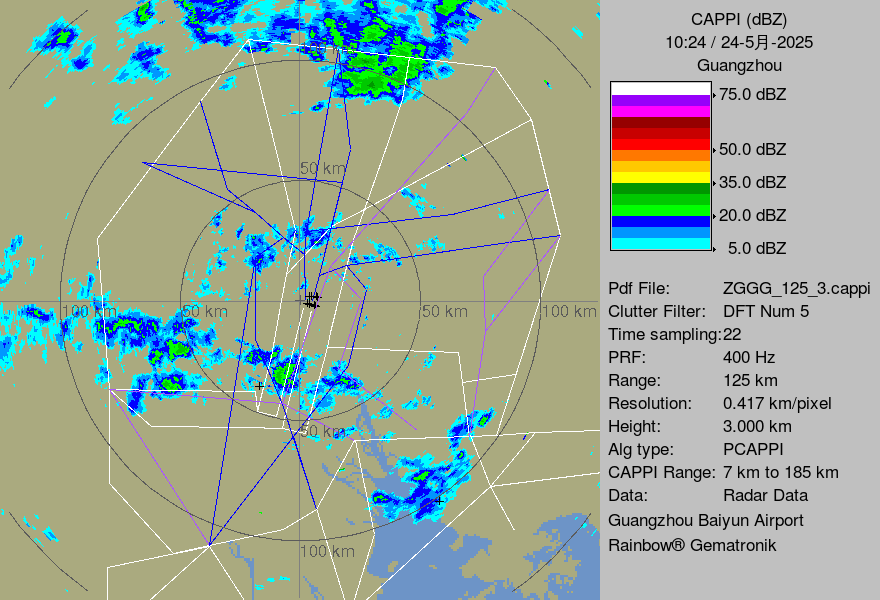 CAPPI (dBZ)
10:24 / 24-5月-2025
Guangzhou
75.0 dBZ
50.0 dBZ
35.0 dBZ
20.0 dBZ
5.0 dBZ
Pdf File: ZGGG_125_3.cappi
Clutter Filter: DFT Num 5
Time sampling:22
PRF: 400 Hz
Range: 125 km
Resolution: 0.417 km/pixel
Height: 3.000 km
Alg type: PCAPPI
CAPPI Range: 7 km to 185 km
Data: Radar Data
Guangzhou Baiyun Airport
Rainbow® Gematronik
50 km
100 km
50 km
50 km
100 km
50 km
100 km